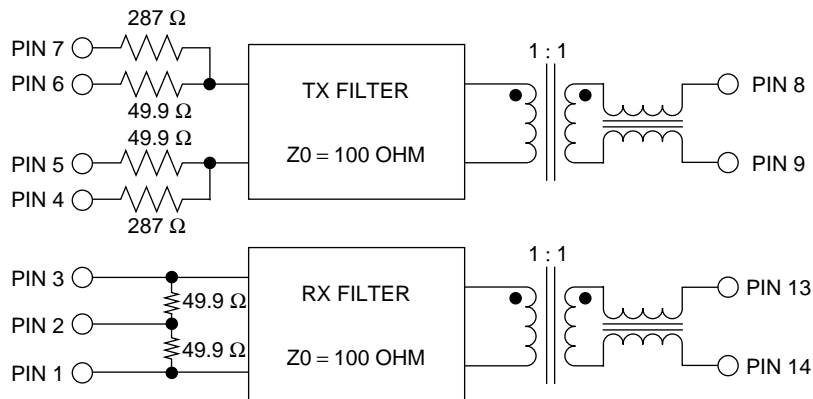 287 Ω
1 : 1
PIN 7
PIN 6
TX FILTER
PIN 8
49.9 Ω
49.9 Ω
PIN 5
Z0 = 100 OHM
PIN 9
PIN 4
287 Ω
1 : 1
PIN 3
RX FILTER
PIN 13
49.9 Ω
PIN 2
49.9 Ω
Z0 = 100 OHM
PIN 1
PIN 14